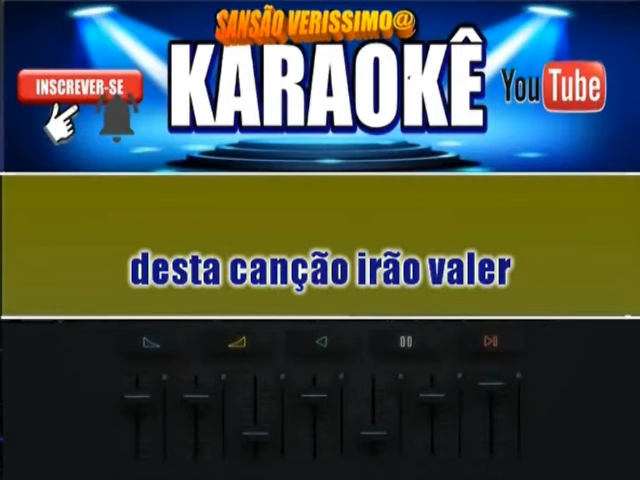 SANSÃO VERISSIMO@
KARAOKÊ
INSCREVER-SE
YouTube
desta canção irão valer